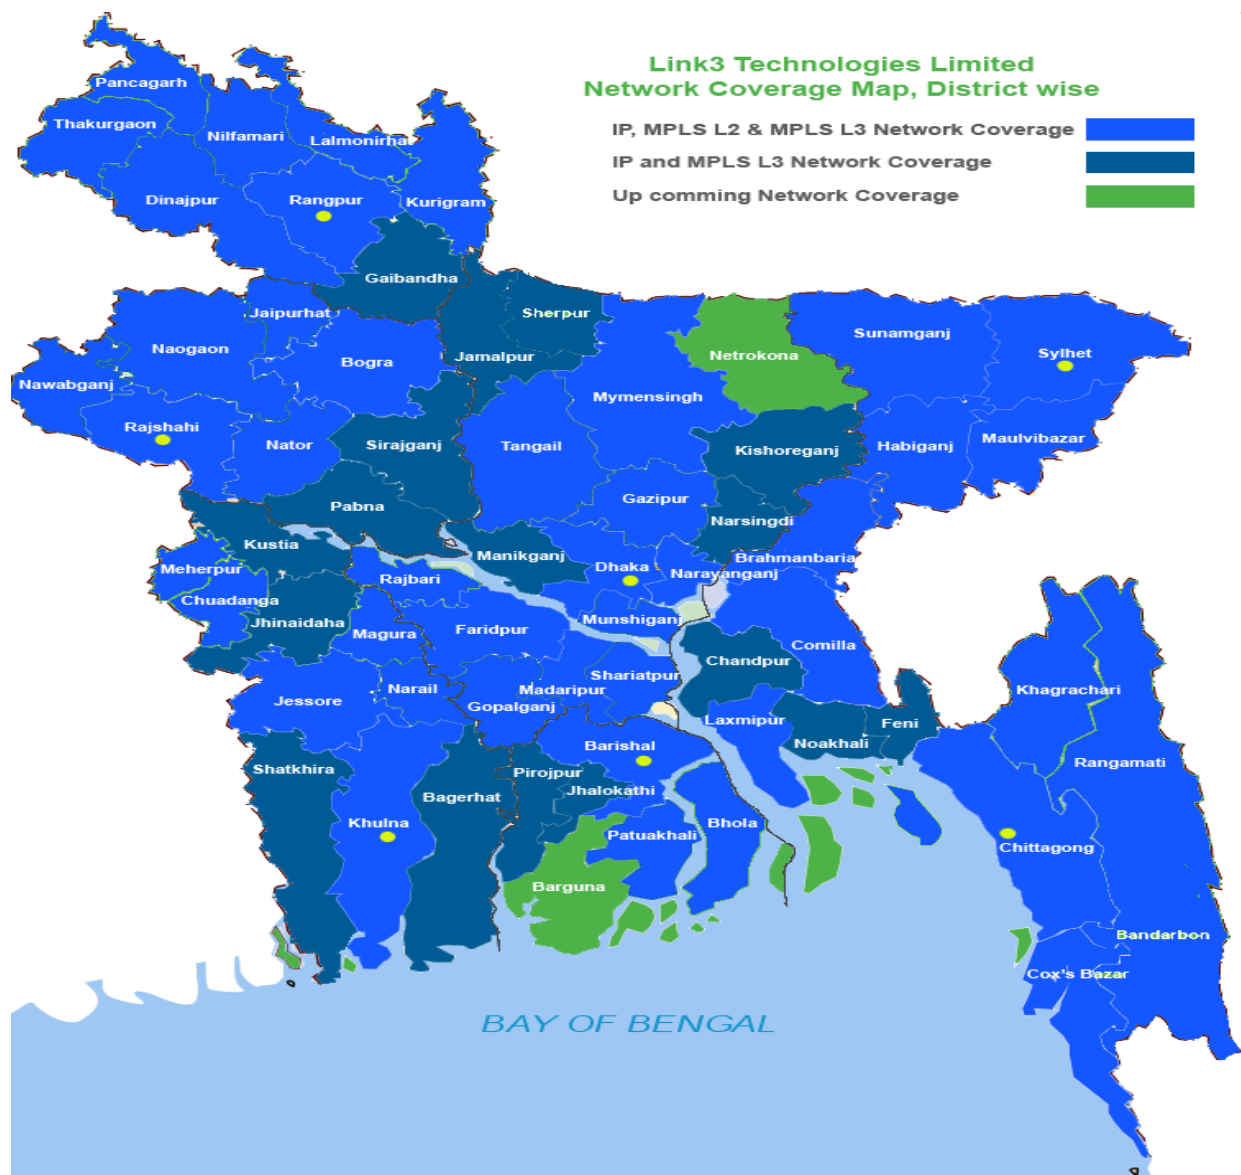 Link3 Technologies Limited
Network Coverage Map, District wise
IP, MPLS L2 & MPLS L3 Network Coverage
IP and MPLS L3 Network Coverage
Up comming Network Coverage
Pancagarh
Thakurgaon
Nilfamari
Lalmonirhat
Dinajpur
Rangpur
Kurigram
Gaibandha
Jaipurhat
Sherpur
Naogaon
Bogra
Jamalpur
Netrokona
Sunamganj
Sylhet
Nawabganj
Mymensingh
Rajshahi
Nator
Sirajganj
Tangail
Kishoreganj
Habiganj
Maulvibazar
Pabna
Gazipur
Narsingdi
Kustia
Manikganj
Brahmanbaria
Meherpur
Rajbari
Dhaka
Narayanganj
Chuadanga
Jhinaidaha
Magura
Faridpur
Munshiganj
Chandpur
Comilla
Shariatpur
Khagrachari
Jessore
Narail
Madaripur
Gopalganj
Laxmipur
Feni
Noakhali
Barishal
Rangamati
Shatkhira
Pirojpur
Bagerhat
Jhalokathi
Khulna
Patuakhali
Bhola
Chittagong
Barguna
Bandarbon
Cox's Bazar
BAY OF BENGAL